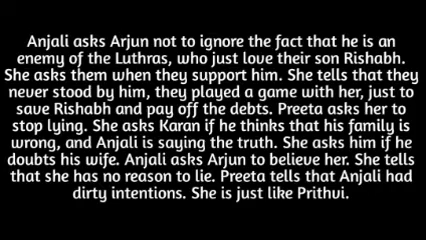 Anjali asks Arjun not to ignore the fact that he is an
enemy of the Luthras, who just love their son Rishabh.
She asks them when they support him. She tells that they
never stood by him, they played a game with her, just to
save Rishabh and pay off the debts. Preeta asks her to
stop lying. She asks Karan if he thinks that his family is
wrong, and Anjali is saying the truth. She asks him if he
doubts his wife. Anjali asks Arjun to believe her. She tells
that she has no reason to lie. Preeta tells that Anjali had
dirty intentions. She is just like Prithvi.